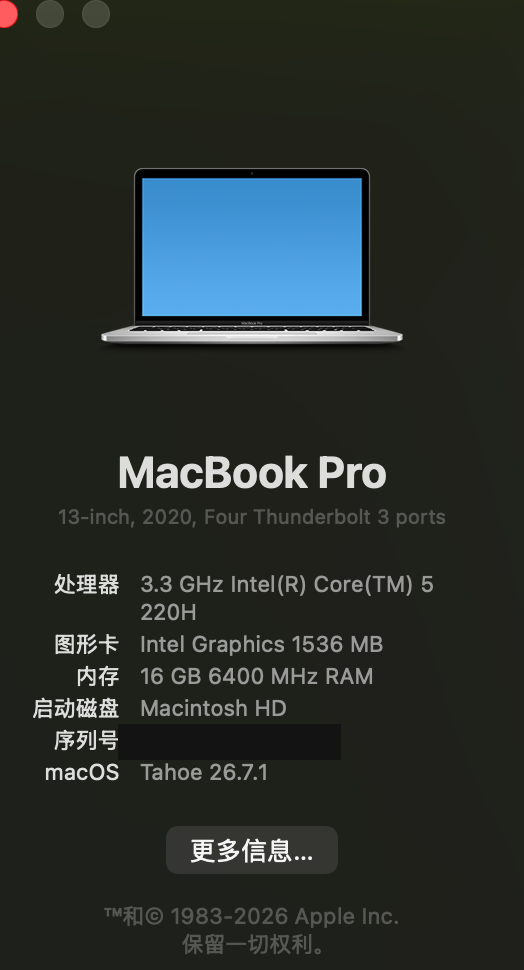 MacBook Pro
13-inch, 2020, Four Thunderbolt 3 ports
处理器 3.3 GHz Intel(R) Core(TM) 5
220H
图形卡 Intel Graphics 1536 MB
内存 16 GB 6400 MHz RAM
启动磁盘 Macintosh HD
序列号
macOS Tahoe 26.7.1
更多信息...
™和© 1983-2026 Apple Inc.
保留一切权利。